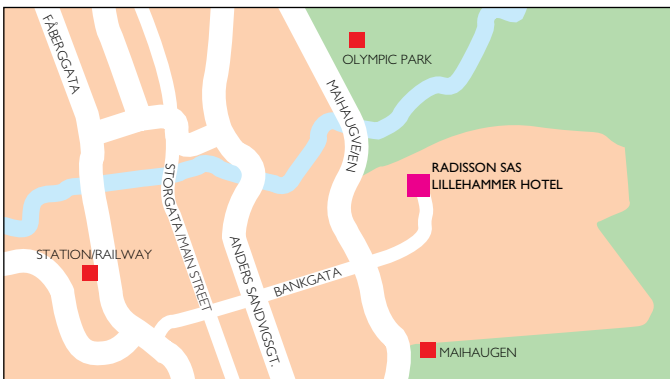 FÅBERGGATA
OLYMPIC PARK
MAIHAUGVEIEN
RADISSON SAS
LILLEHAMMER HOTEL
STORGATA /MAIN STREET
STATION/RAILWAY
ANDERS SANDVIGSGT.
BANKGATA
MAIHAUGEN